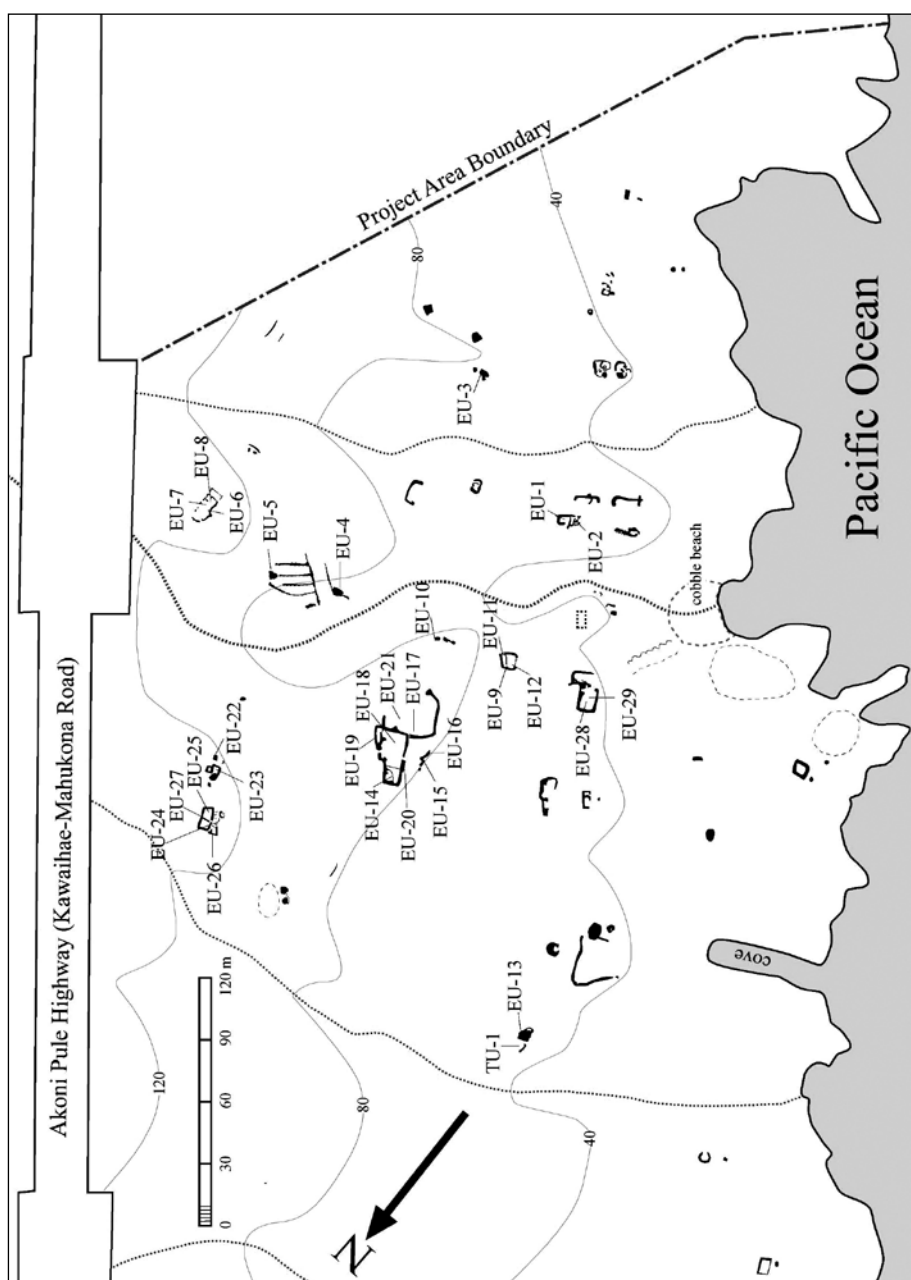 Akoni Pule Highway (Kawaihae-Mahukona Road)
Project Area Boundary
Pacific Ocean
cobble beach
cove
N
0
30
60
90
120 m
120
80
40
80
40
EU-8
EU-7
EU-6
EU-5
EU-4
EU-3
EU-1
EU-2
EU-10
EU-11
EU-9
EU-12
EU-18
EU-21
EU-17
EU-19
EU-16
EU-14
EU-20
EU-15
EU-28
EU-29
EU-22
EU-25
EU-23
EU-27
EU-24
EU-26
EU-13
TU-1